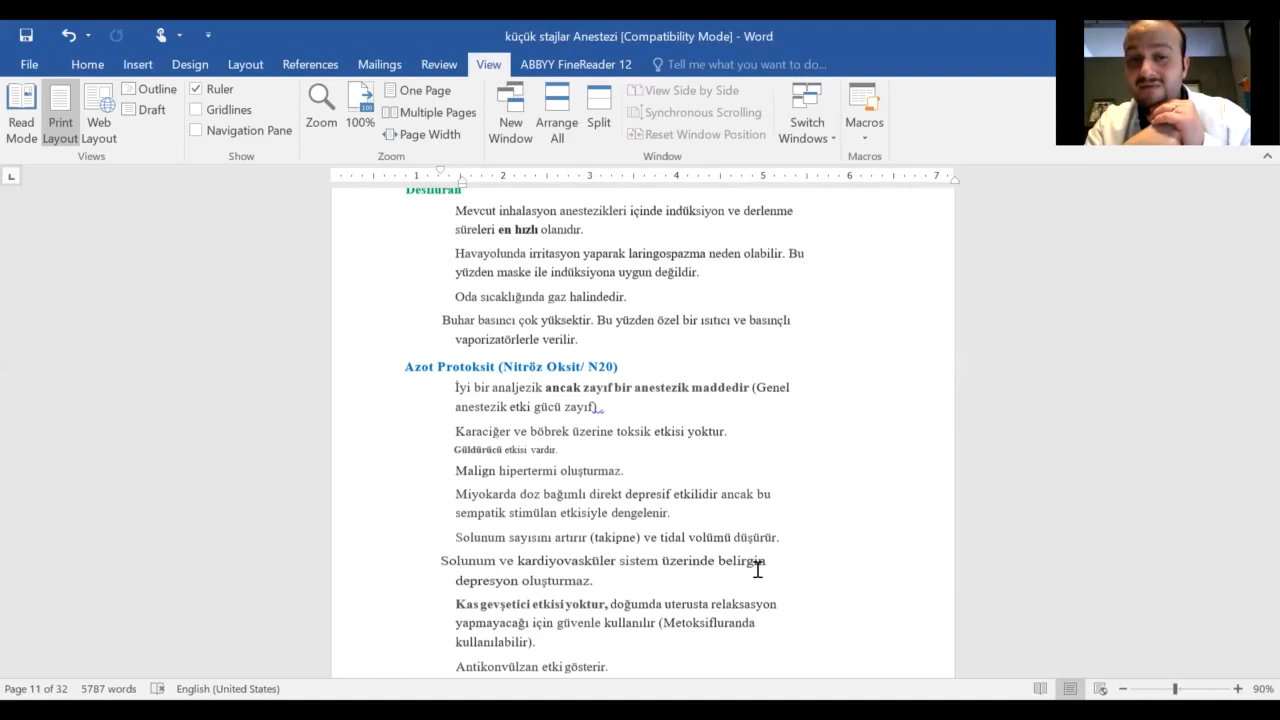 küçük stajlar Anestezi [Compatibility Mode] - Word
File Home Insert Design Layout References Mailings Review View ABBYY FineReader 12 Tell me what you want to do...
Read Mode
Print Layout
Web Layout
Outline
Draft
Views
Ruler
Gridlines
Navigation Pane
Show
Zoom
100%
One Page
Multiple Pages
Page Width
Zoom
New Window
Arrange All
Split
View Side by Side
Synchronous Scrolling
Reset Window Position
Window
Switch Windows
Macros
Macros
1 2 3 4 5 6 7
Desfluran
Mevcut inhalasyon anestezikleri içinde indüksiyon ve derlenme
süreleri en hızlı olanıdır.
Havayolunda irritasyon yaparak laringospazma neden olabilir. Bu
yüzden maske ile indüksiyona uygun değildir.
Oda sıcaklığında gaz halindedir.
Buhar basıncı çok yüksektir. Bu yüzden özel bir ısıtıcı ve basınçlı
vaporizatörlerle verilir.
Azot Protoksit (Nitröz Oksit/ N20)
İyi bir analjezik ancak zayıf bir anestezik maddedir (Genel
anestezik etki gücü zayıf) .
Karaciğer ve böbrek üzerine toksik etkisi yoktur.
Güldürücü etkisi vardır.
Malign hipertermi oluşturmaz.
Miyokarda doz bağımlı direkt depresif etkilidir ancak bu
sempatik stimülan etkisiyle dengelenir.
Solunum sayısını artırır (takipne) ve tidal volümü düşürür.
Solunum ve kardiyovasküler sistem üzerinde belirgin
depresyon oluşturmaz.
Kas gevşetici etkisi yoktur, doğumda uterusta relaksasyon
yapmayacağı için güvenle kullanılır (Metoksifluranda
kullanılabilir).
Antikonvülzan etki gösterir.
Page 11 of 32 5787 words English (United States) 90%